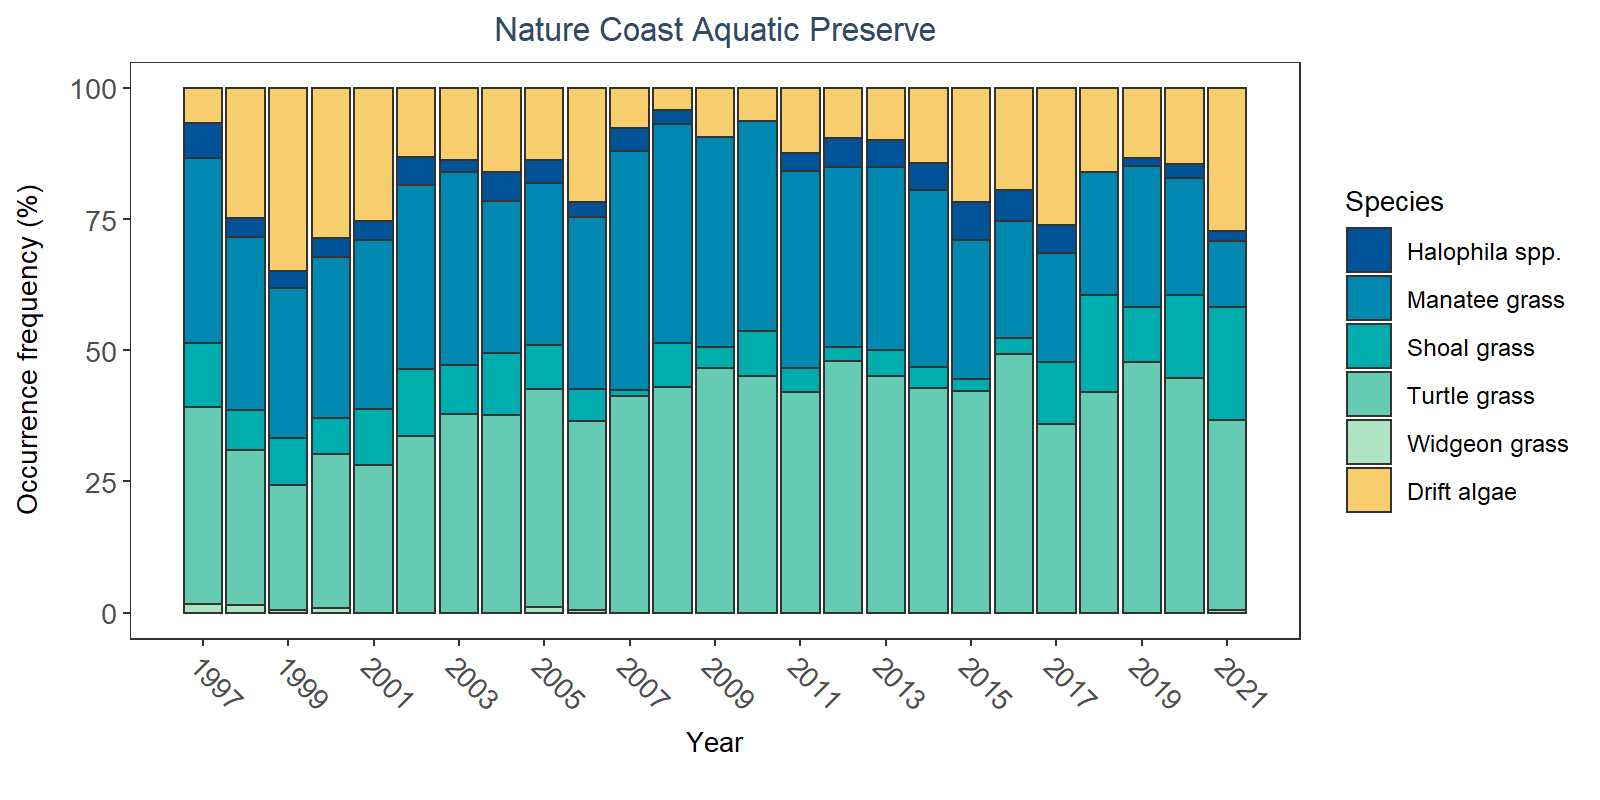 Nature Coast Aquatic Preserve
Occurrence frequency (%)
100
75
50
25
0
1997
1999
2001
2003
2005
2007
2009
2011
2013
2015
2017
2019
2021
Year
Species
Halophila spp.
Manatee grass
Shoal grass
Turtle grass
Widgeon grass
Drift algae